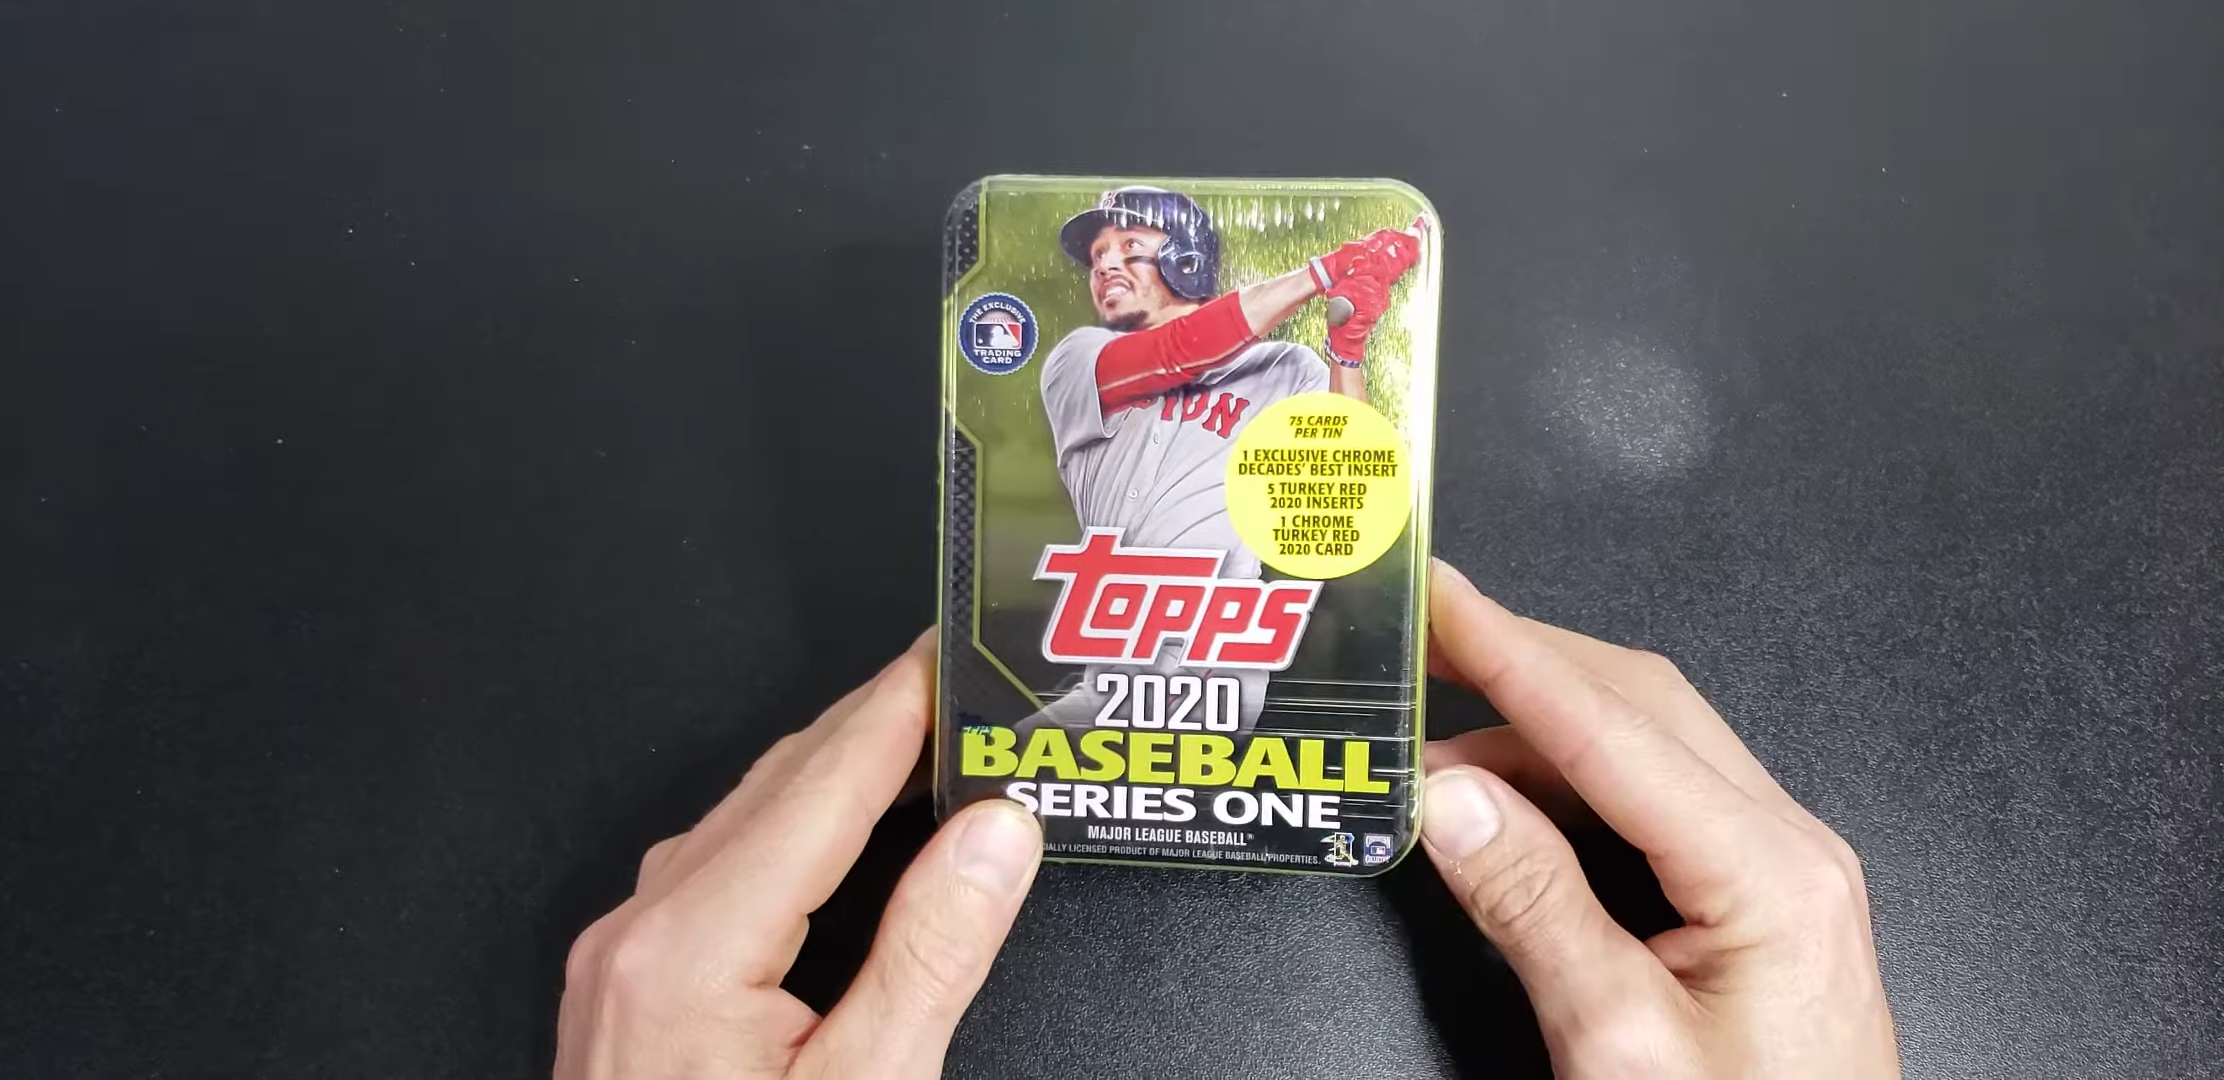 THE EXCLUSIVE
TRADING
CARD
75 CARDS
PER TIN
1 EXCLUSIVE CHROME
DECADES' BEST INSERT
5 TURKEY RED
2020 INSERTS
1 CHROME
TURKEY RED
2020 CARD
topps
2020
BASEBALL
SERIES ONE
MAJOR LEAGUE BASEBALL®
LICENSED PRODUCT OF MAJOR LEAGUE BASEBALL PROPERTIES.